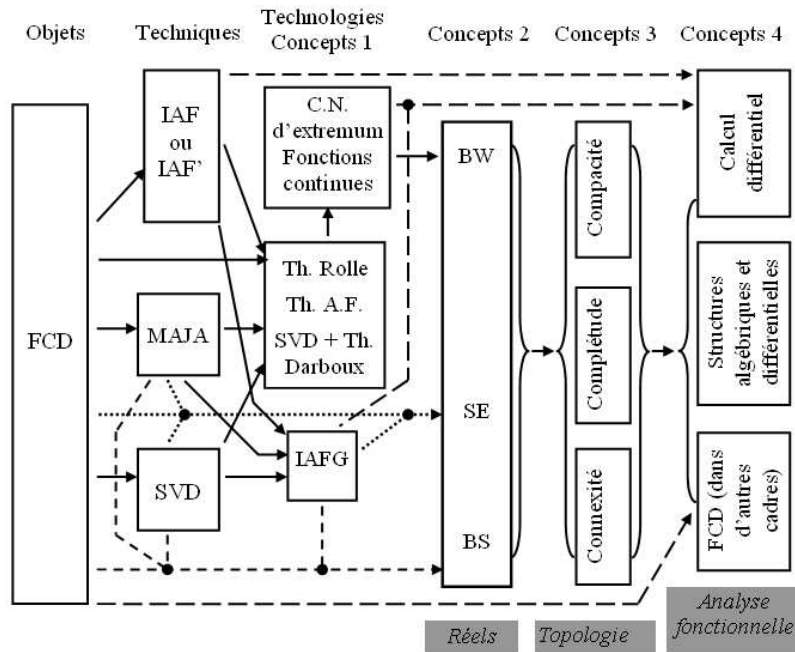 Objets
Techniques
Technologies
Concepts 1
Concepts 2
Concepts 3
Concepts 4
FCD
IAF
ou
IAF'
MAJA
SVD
C.N.
d'extremum
Fonctions
continues
Th. Rolle
Th. A.F.
SVD + Th.
Darboux
IAFG
BW
SE
BS
Compacité
Complétude
Connexité
Calcul
différentiel
Structures
algébriques et
différentielles
FCD (dans
d'autres
cadres)
Réels
Topologie
Analyse
fonctionnelle